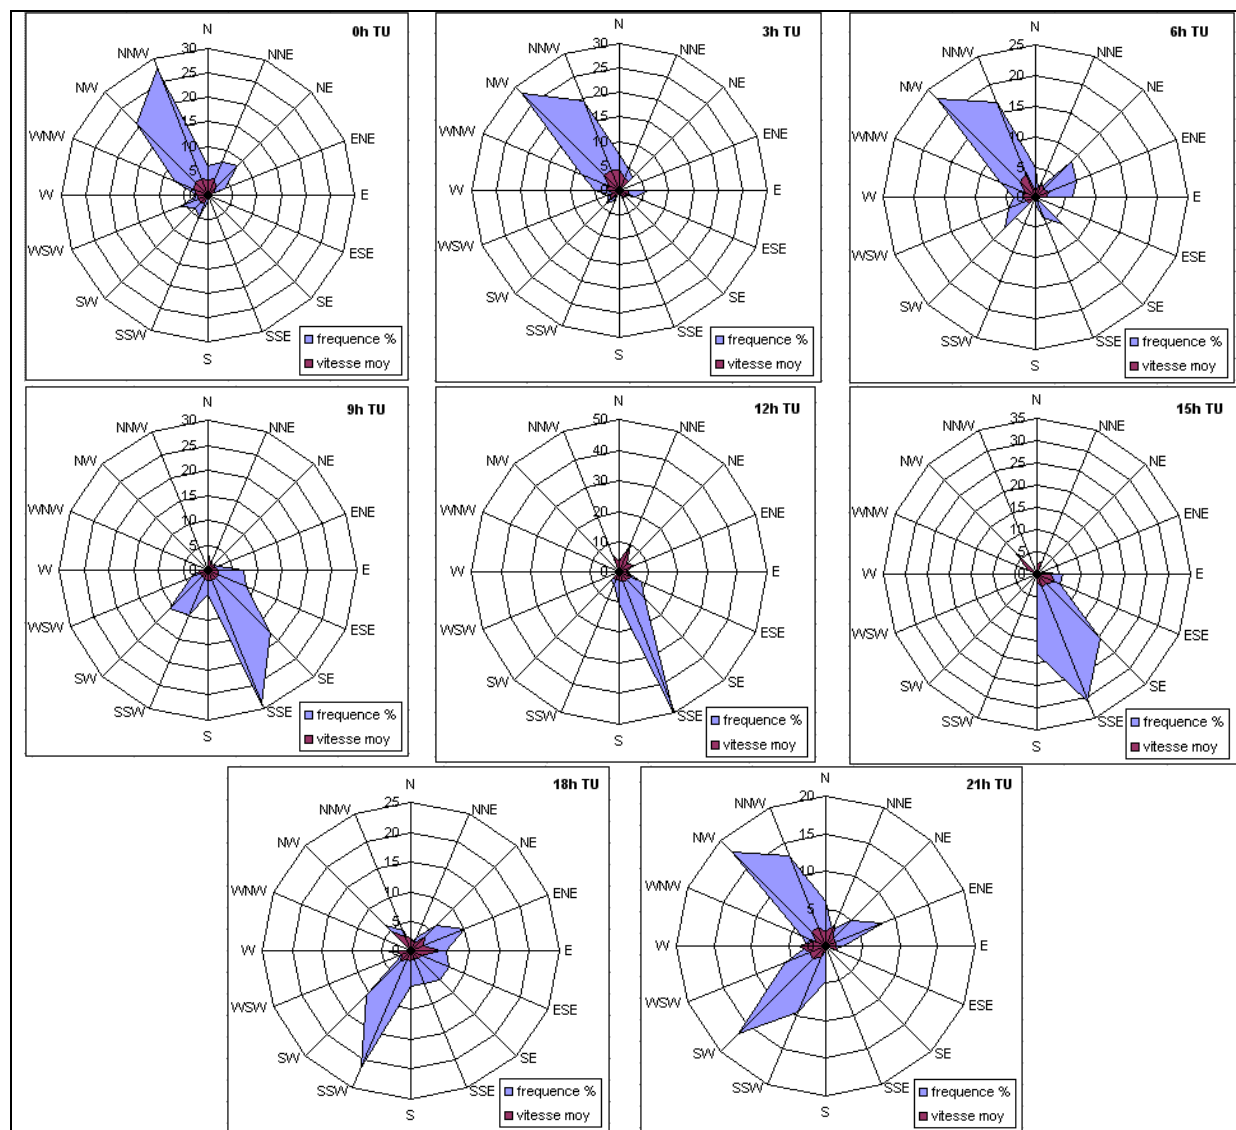 0h TU
N
NNE
NE
ENE
E
ESE
SE
SSE
S
SSW
SW
WSW
W
WNW
NW
NNW
30
25
20
15
10
5
0
frequence %
vitesse moy
3h TU
N
NNE
NE
ENE
E
ESE
SE
SSE
S
SSW
SW
WSW
W
WNW
NW
NNW
30
25
20
15
10
5
0
frequence %
vitesse moy
6h TU
N
NNE
NE
ENE
E
ESE
SE
SSE
S
SSW
SW
WSW
W
WNW
NW
NNW
25
20
15
10
5
0
frequence %
vitesse moy
9h TU
N
NNE
NE
ENE
E
ESE
SE
SSE
S
SSW
SW
WSW
W
WNW
NW
NNW
30
25
20
15
10
5
0
frequence %
vitesse moy
12h TU
N
NNE
NE
ENE
E
ESE
SE
SSE
S
SSW
SW
WSW
W
WNW
NW
NNW
50
40
30
20
10
0
frequence %
vitesse moy
15h TU
N
NNE
NE
ENE
E
ESE
SE
SSE
S
SSW
SW
WSW
W
WNW
NW
NNW
35
30
25
20
15
10
5
0
frequence %
vitesse moy
18h TU
N
NNE
NE
ENE
E
ESE
SE
SSE
S
SSW
SW
WSW
W
WNW
NW
NNW
25
20
15
10
5
0
frequence %
vitesse moy
21h TU
N
NNE
NE
ENE
E
ESE
SE
SSE
S
SSW
SW
WSW
W
WNW
NW
NNW
20
15
10
5
0
frequence %
vitesse moy